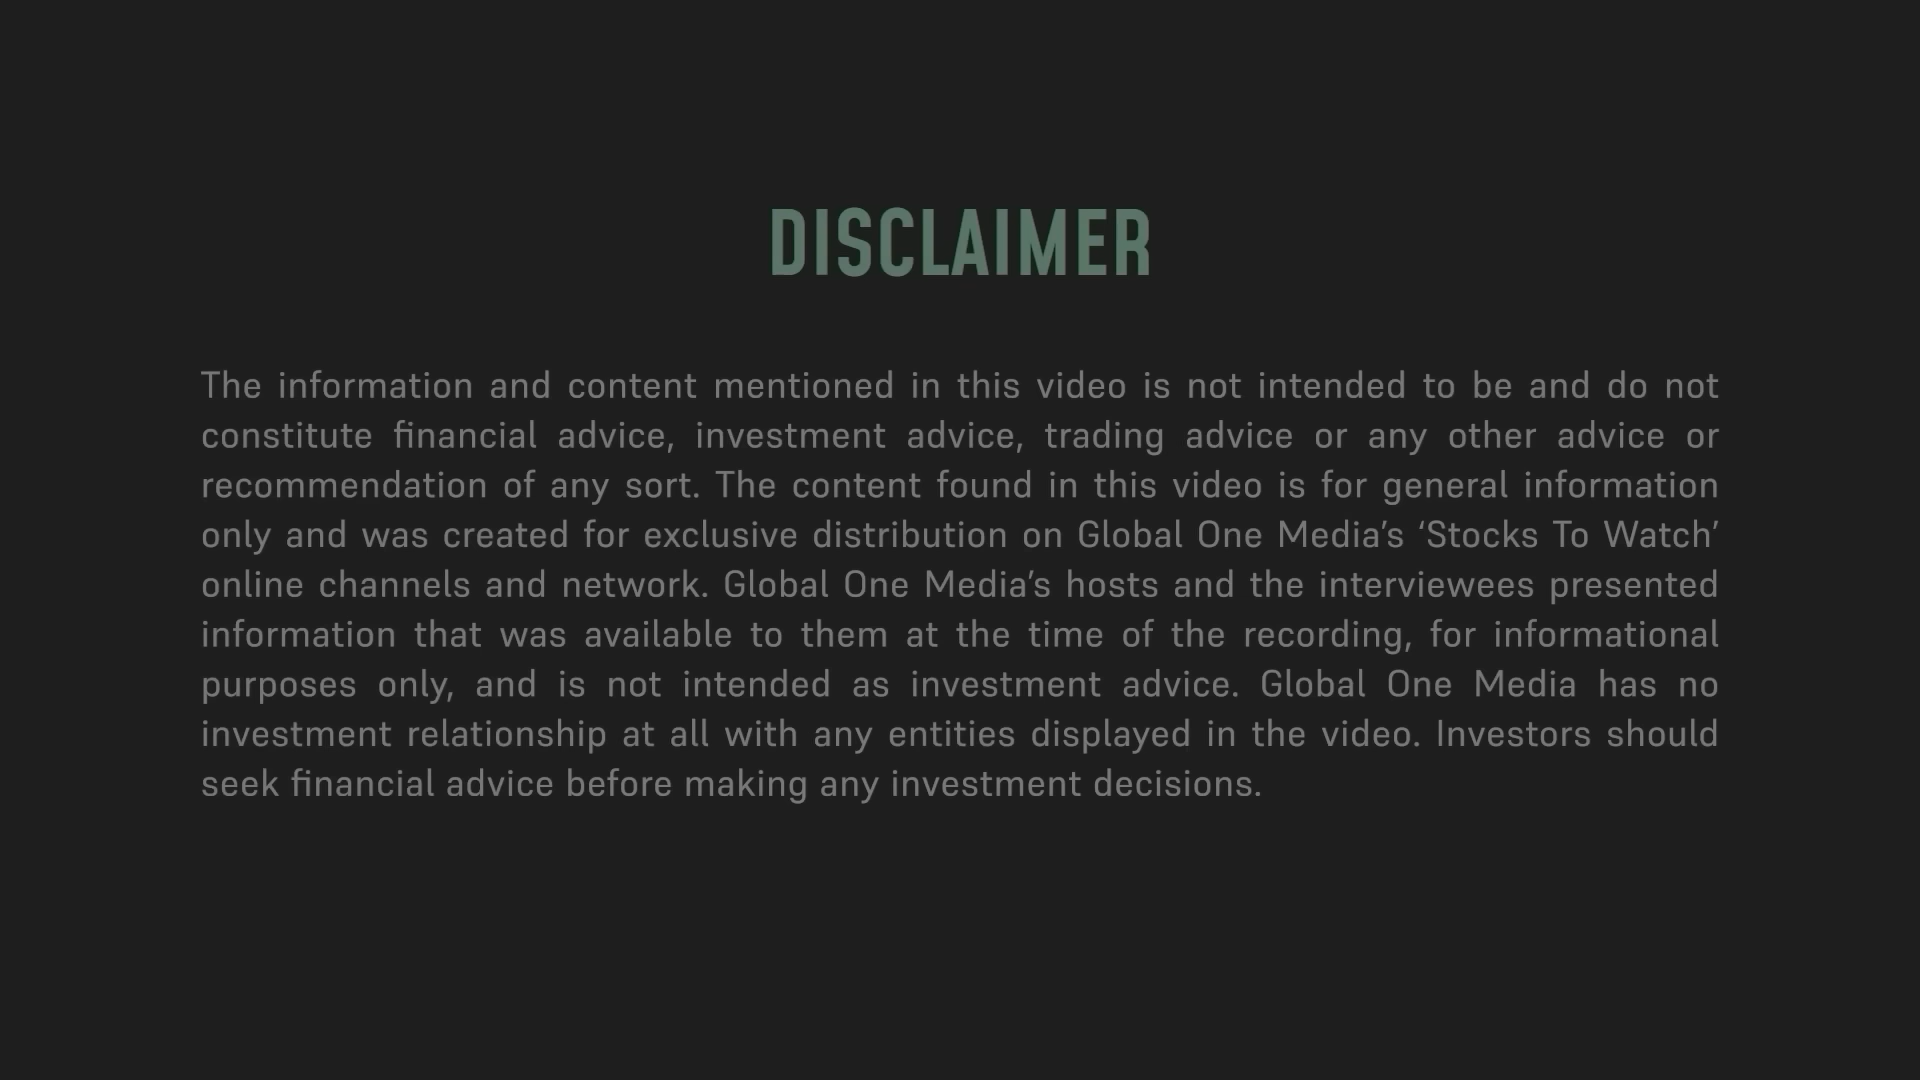 DISCLAIMER
The information and content mentioned in this video is not intended to be and do not
constitute financial advice, investment advice, trading advice or any other advice or
recommendation of any sort. The content found in this video is for general information
only and was created for exclusive distribution on Global One Media’s ‘Stocks To Watch’
online channels and network. Global One Media’s hosts and the interviewees presented
information that was available to them at the time of the recording, for informational
purposes only, and is not intended as investment advice. Global One Media has no
investment relationship at all with any entities displayed in the video. Investors should
seek financial advice before making any investment decisions.